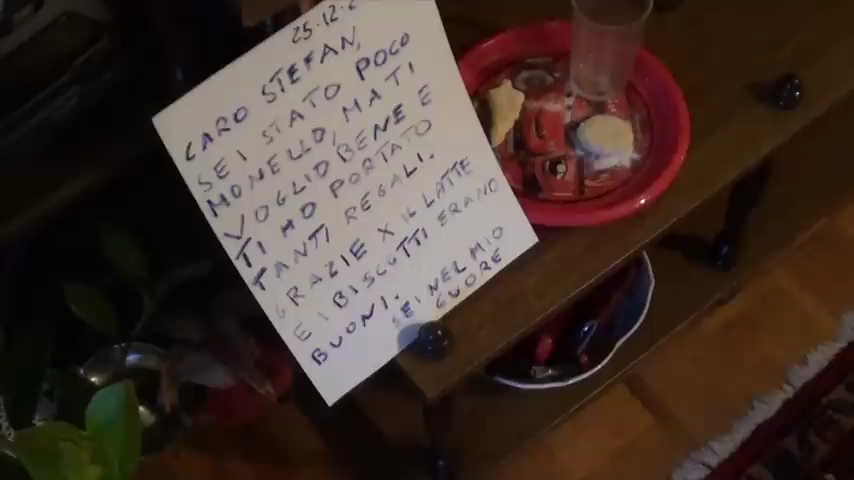 25.12.2
CARO STEFAN,
SEI STATO POCO
MONELLO, MA TI
VOGLIO BENE E
TI HO PORTATO
TANTI REGALI.
GRAZIE X IL LATTE
E I BISCOTTI ERANO
BUONI. SEI NEL MIO
CUORE